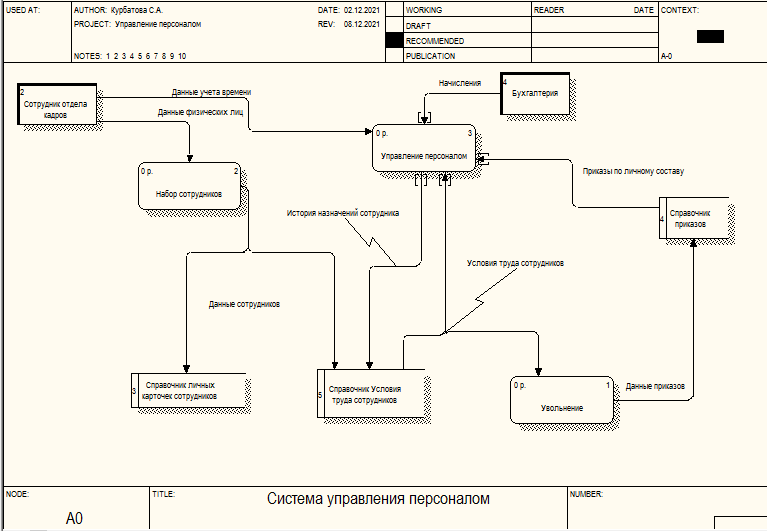 USED AT:
AUTHOR: Курбатова С.А.
DATE: 02.12.2021
WORKING
READER
DATE
CONTEXT:
PROJECT: Управление персоналом
REV: 08.12.2021
DRAFT
RECOMMENDED
NOTES: 1 2 3 4 5 6 7 8 9 10
PUBLICATION
A-0
2
Сотрудник отдела
кадров
Данные учета времени
Данные физических лиц
Начисления
4
Бухгалтерия
0 р.
3
Управление персоналом
0 р.
2
Набор сотрудников
Приказы по личному составу
4
Справочник
приказов
История назначений сотрудника
Условия труда сотрудников
Данные сотрудников
3
Справочник личных
карточек сотрудников
5
Справочник Условия
труда сотрудников
0 р.
1
Увольнение
Данные приказов
NODE:
A0
TITLE:
Система управления персоналом
NUMBER: